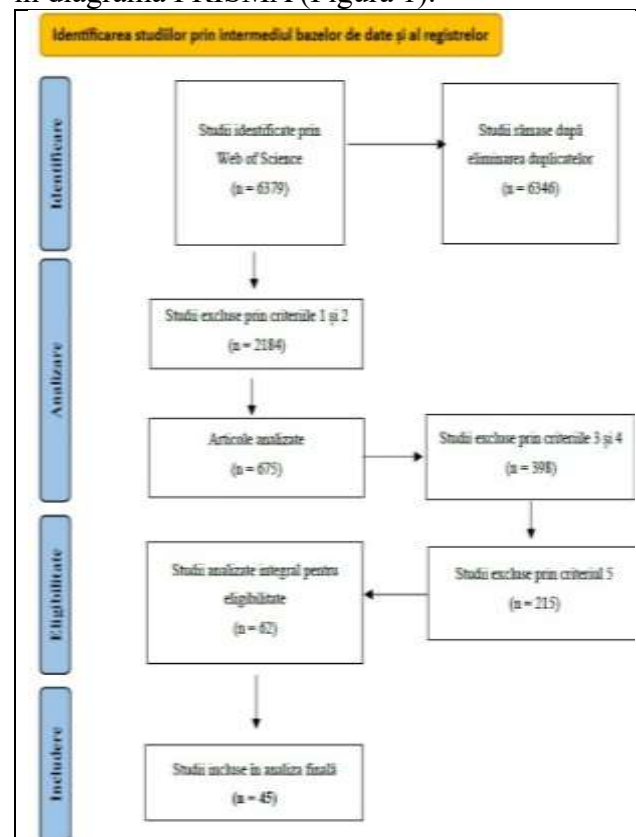 în diagrama PRISMA (Figura 1).
Identificarea studiilor prin intermediul bazelor de date și al registrelor
Identificare
Studii identificate prin
Web of Science
(n = 6379)
Studii rămase după
eliminarea duplicatelor
(n = 6346)
Analizare
Studii excluse prin criteriile 1 și 2
(n = 2184)
Articole analizate
(n = 675)
Studii excluse prin criteriile 3 și 4
(n = 398)
Eligibilitate
Studii analizate integral pentru
eligibilitate
(n = 62)
Studii excluse prin criteriul 5
(n = 215)
Includere
Studii incluse în analiza finală
(n = 45)